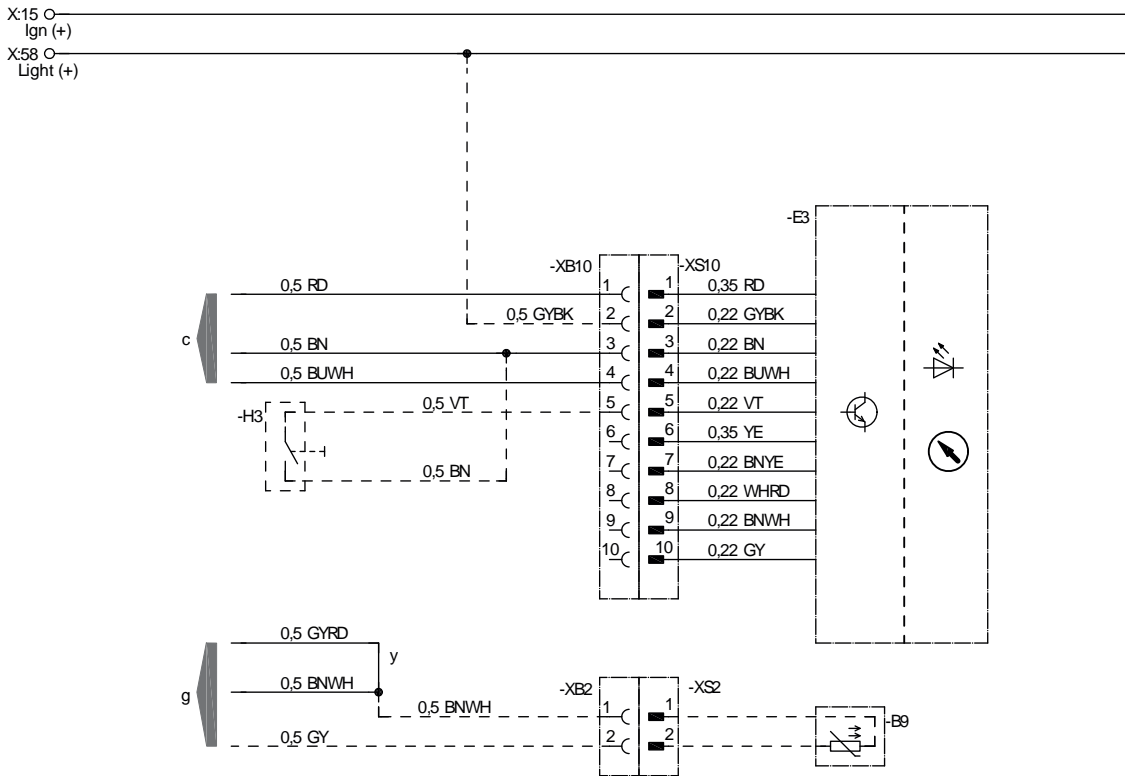 X:15
Ign (+)
X:58
Light (+)
-E3
-XB10
-XS10
0,5 RD
1
1
0,35 RD
0,5 GYBK
2
2
0,22 GYBK
c
0,5 BN
3
3
0,22 BN
0,5 BUWH
4
4
0,22 BUWH
-H3
0,5 VT
5
5
0,22 VT
6
6
0,35 YE
0,5 BN
7
7
0,22 BNYE
8
8
0,22 WHRD
9
9
0,22 BNWH
10
10
0,22 GY
0,5 GYRD
y
g
0,5 BNWH
-XB2
-XS2
0,5 BNWH
1
1
-B9
0,5 GY
2
2